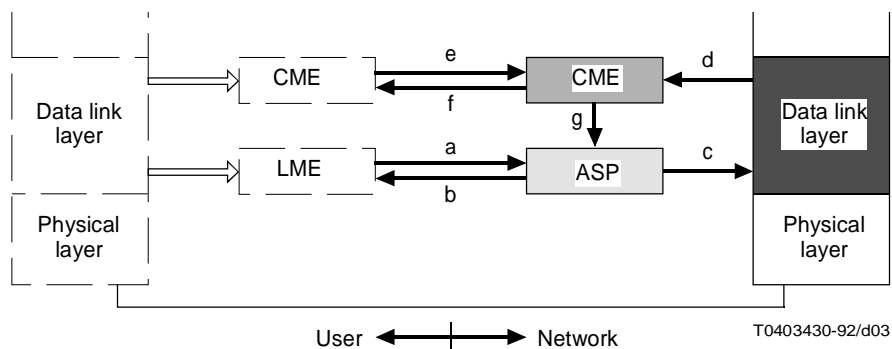 e
CME
CME
d
f
Data link
layer
g
Data link
layer
a
c
LME
ASP
b
Physical
layer
Physical
layer
User
Network
T0403430-92/d03